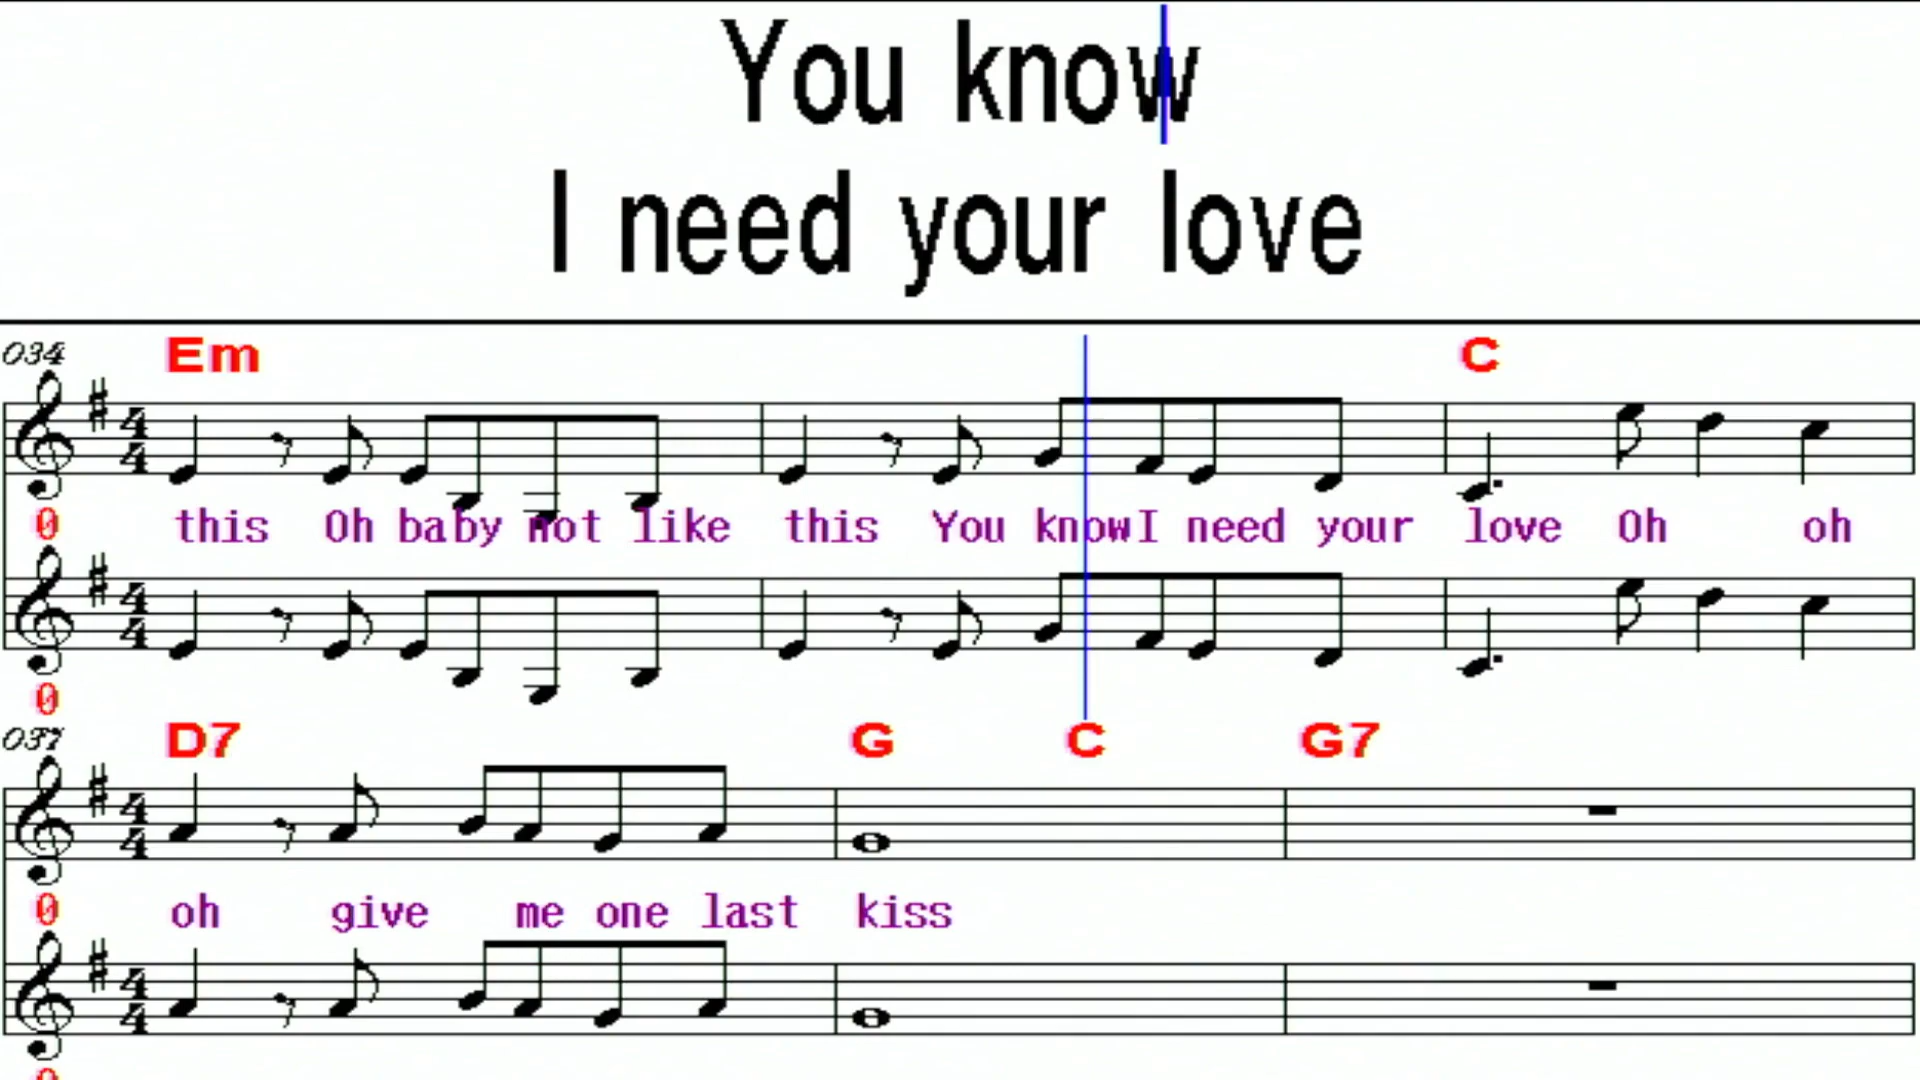 You know
I need your love
034 Em C
0 this Oh baby not like this You knowI need your love Oh oh
0
037 D7 G C G7
0 oh give me one last kiss